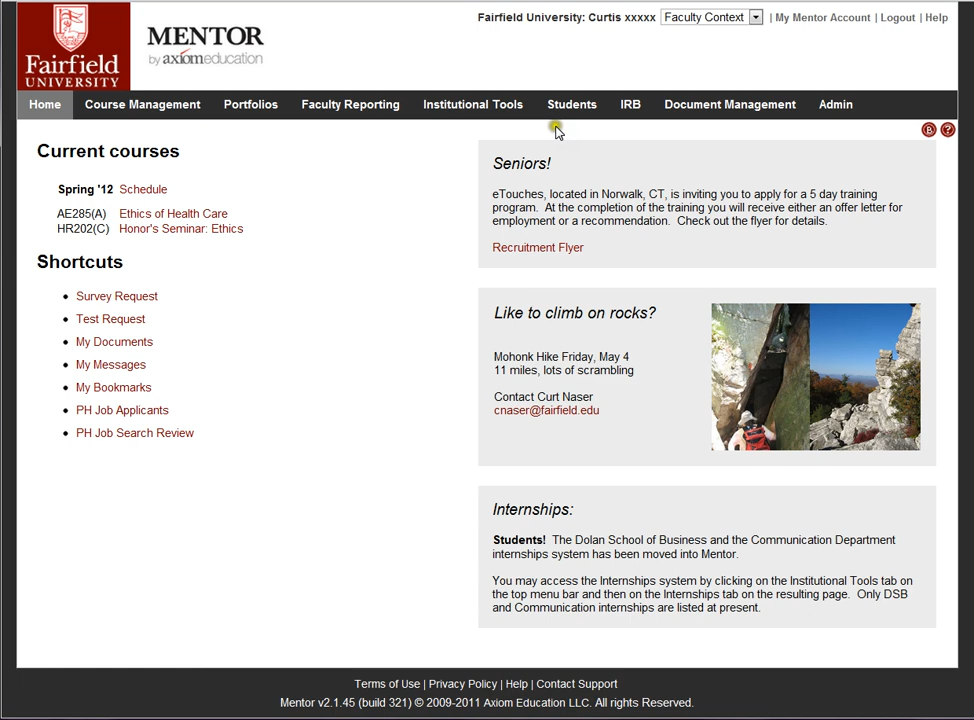 Fairfield University: Curtis xxxxx Faculty Context | My Mentor Account | Logout | Help
Fairfield
UNIVERSITY
MENTOR
by axiomeducation
Home Course Management Portfolios Faculty Reporting Institutional Tools Students IRB Document Management Admin
B ?
Current courses
Spring '12 Schedule
AE285(A) Ethics of Health Care
HR202(C) Honor's Seminar: Ethics
Shortcuts
Survey Request
Test Request
My Documents
My Messages
My Bookmarks
PH Job Applicants
PH Job Search Review
Seniors!
eTouches, located in Norwalk, CT, is inviting you to apply for a 5 day training
program. At the completion of the training you will receive either an offer letter for
employment or a recommendation. Check out the flyer for details.
Recruitment Flyer
Like to climb on rocks?
Mohonk Hike Friday, May 4
11 miles, lots of scrambling
Contact Curt Naser
cnaser@fairfield.edu
Internships:
Students! The Dolan School of Business and the Communication Department
internships system has been moved into Mentor.
You may access the Internships system by clicking on the Institutional Tools tab on
the top menu bar and then on the Internships tab on the resulting page. Only DSB
and Communication internships are listed at present.
Terms of Use | Privacy Policy | Help | Contact Support
Mentor v2.1.45 (build 321) © 2009-2011 Axiom Education LLC. All rights Reserved.